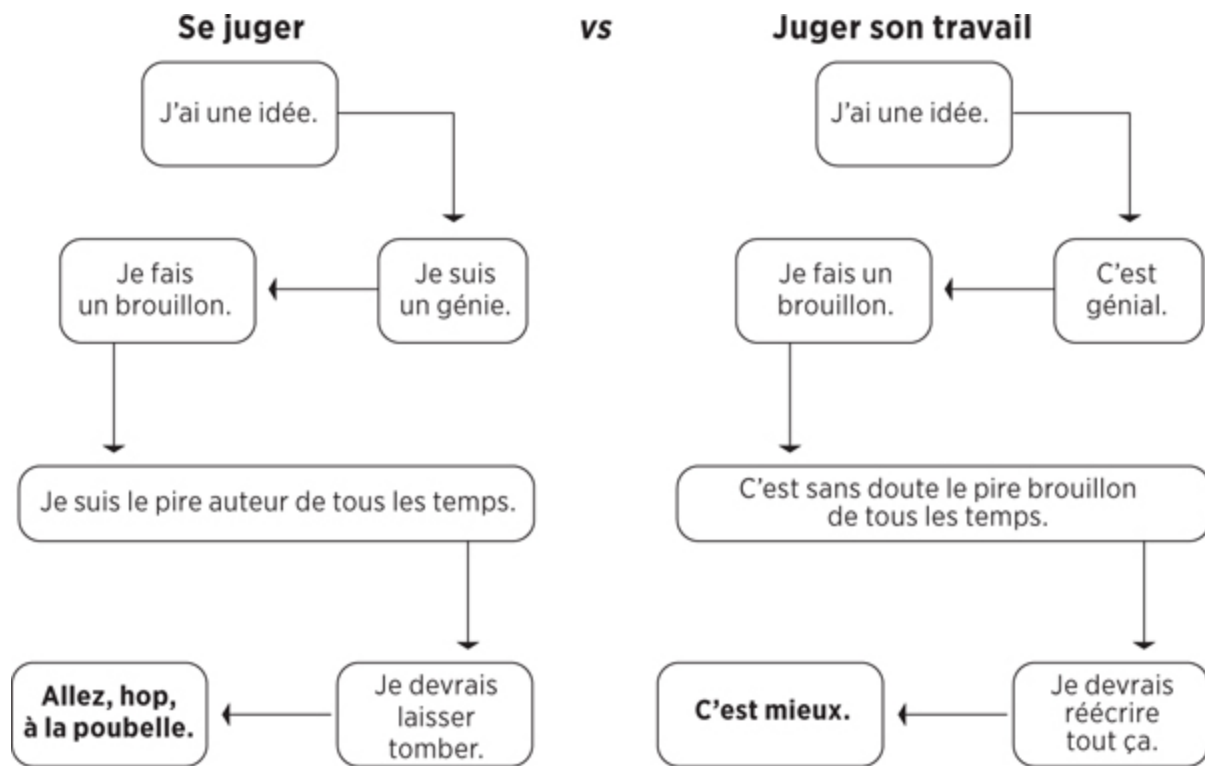 Se juger
vs
Juger son travail
J'ai une idée.
Je suis
un génie.
Je fais
un brouillon.
Je suis le pire auteur de tous les temps.
Je devrais
laisser
tomber.
Allez, hop,
à la poubelle.
J'ai une idée.
C'est
génial.
Je fais un
brouillon.
C'est sans doute le pire brouillon
de tous les temps.
Je devrais
réécrire
tout ça.
C'est mieux.